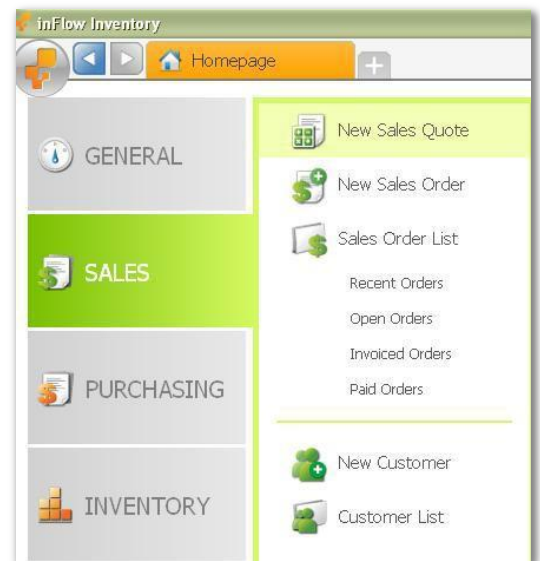 inFlow Inventory
Homepage
GENERAL
SALES
PURCHASING
INVENTORY
New Sales Quote
New Sales Order
Sales Order List
Recent Orders
Open Orders
Invoiced Orders
Paid Orders
New Customer
Customer List